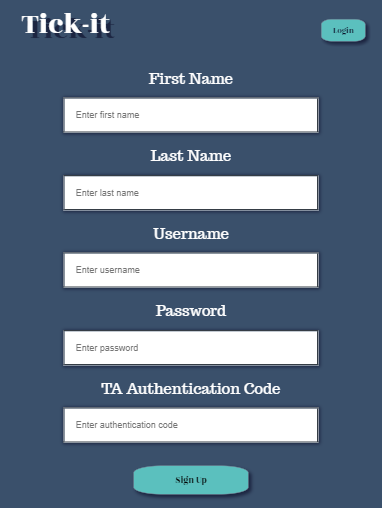 Tick-it
Login
First Name
Enter first name
Last Name
Enter last name
Username
Enter username
Password
Enter password
TA Authentication Code
Enter authentication code
Sign Up